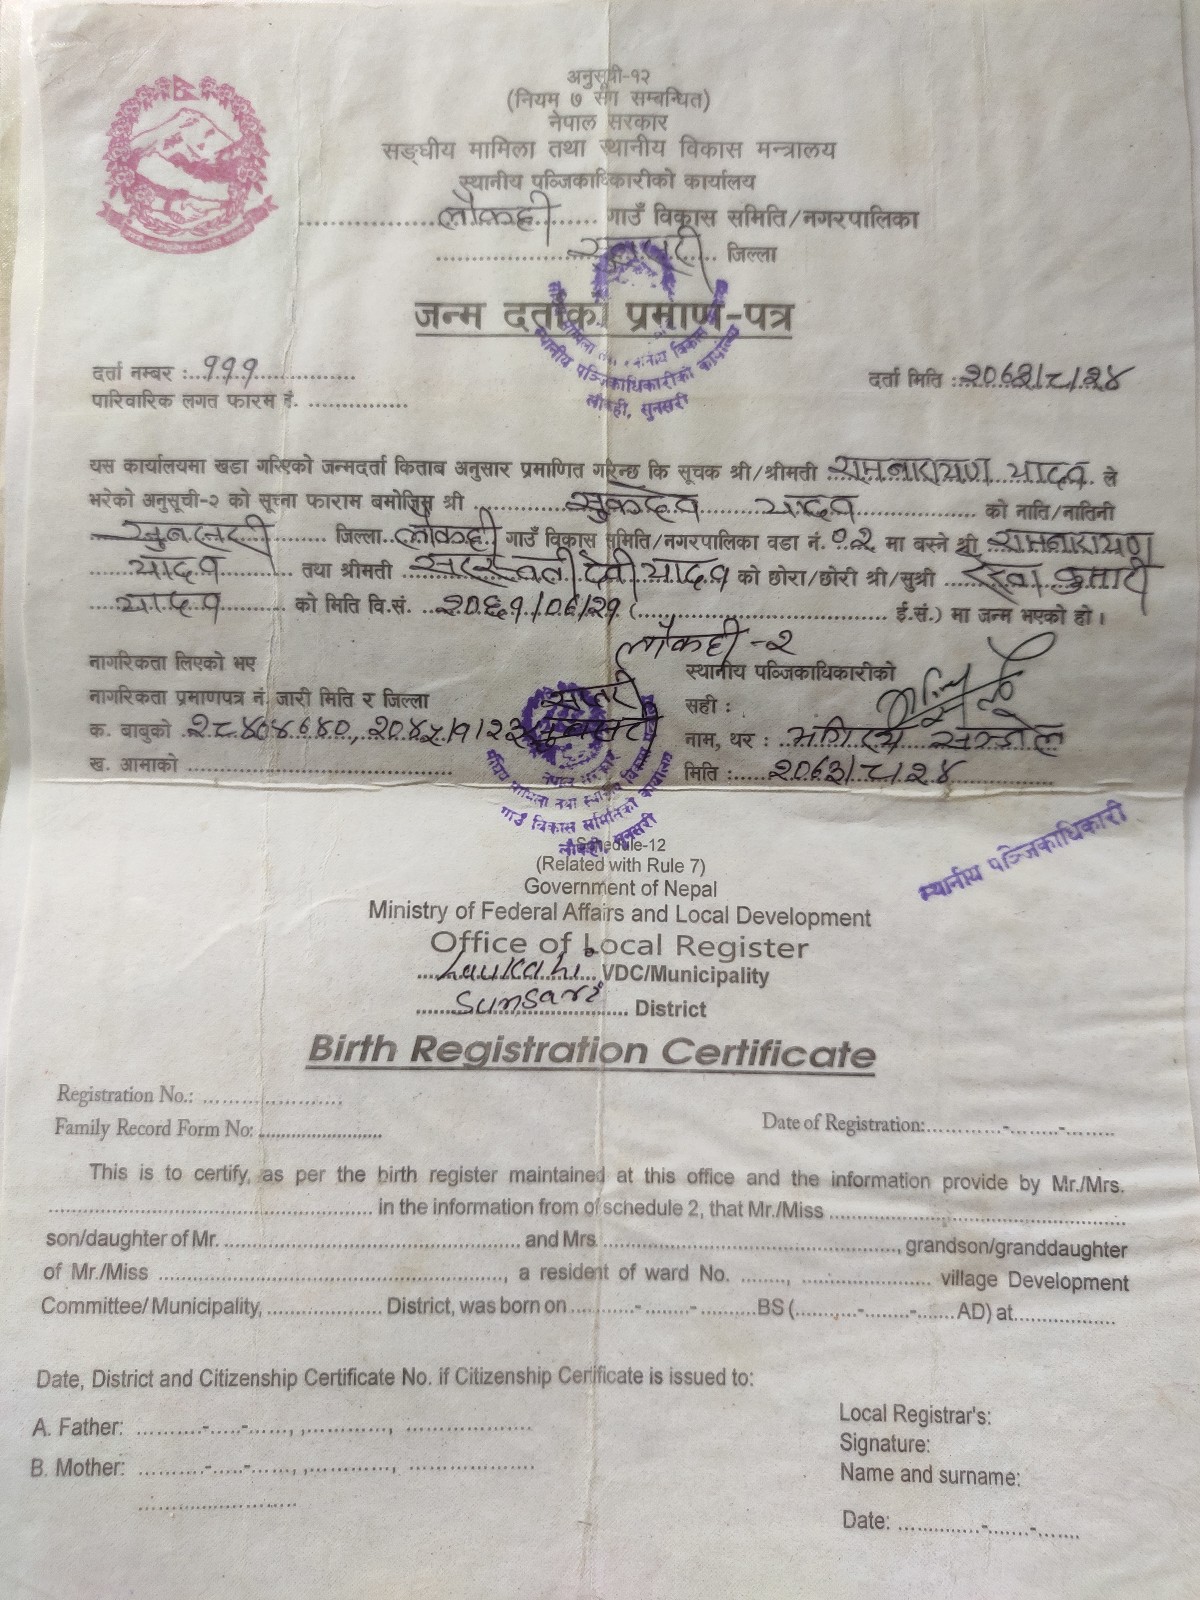 अनुसूची-१२
(नियम ७ संग सम्बन्धित)
नेपाल सरकार
सङ्घीय मामिला तथा स्थानीय विकास मन्त्रालय
स्थानीय पञ्जिकाधिकारीको कार्यालय
लौकही गाउँ विकास समिति/नगरपालिका
सुनसरी जिल्ला
जन्म दर्ताको प्रमाण-पत्र
दर्ता नम्बर : १११
दर्ता मिति : २०६३/८/२४
पारिवारिक लगत फारम नं. ....................
यस कार्यालयमा खडा गरिएको जन्मदर्ता किताब अनुसार प्रमाणित गरिन्छ कि सूचक श्री/श्रीमती रामनारायण यादव ले
भरेको अनुसूची-२ को सूचना फाराम बमोजिम श्री सुकदेव यादव को नाति/नातिनी
सुनसरी जिल्ला लौकही गाउँ विकास समिति/नगरपालिका वडा नं. ०२ मा बस्ने श्री रामनारायण
यादव तथा श्रीमती सरस्वती देवी यादव को छोरा/छोरी श्री/सुश्री कुमारी
यादव को मिति वि.सं. २०६१/०६/२१ (.................................... ई.सं.) मा जन्म भएको हो ।
लौकही -२
नागरिकता लिएको भए
स्थानीय पञ्जिकाधिकारीको
नागरिकता प्रमाणपत्र नं. जारी मिति र जिल्ला
सही :
क. बाबुको सुनसरी
नाम, थर :
ख. आमाको ....................
मिति : २०६३/८/२४
स्थानीय पञ्जिकाधिकारीको कार्यालय
लौकही, सुनसरी
नेपाल सरकार
संघिय मामिला तथा स्थानीय विकास
गाउँ विकास समितिको कार्यालय
लौकही, सुनसरी
स्थानीय पञ्जिकाधिकारी
Schedule-12
(Related with Rule 7)
Government of Nepal
Ministry of Federal Affairs and Local Development
Office of Local Register
Laukahi VDC/Municipality
Sunsari District
Birth Registration Certificate
Registration No.: ........................
Family Record Form No: ........................
Date of Registration:............-........-........
This is to certify, as per the birth register maintained at this office and the information provide by Mr./Mrs.
........................ in the information from of schedule 2, that Mr./Miss ........................
son/daughter of Mr. ........................ and Mrs ........................, grandson/granddaughter
of Mr./Miss ........................, a resident of ward No. ........, ........................ village Development
Committee/ Municipality, .................... District, was born on ............-........-.........BS (..........-........-.......AD) at....................
Date, District and Citizenship Certificate No. if Citizenship Certificate is issued to:
A. Father: ..........-.....-......, ,............, ....................
B. Mother: ..........-.....-......, ,............, ....................
Local Registrar's:
Signature:
Name and surname:
Date: .............-.......-.......